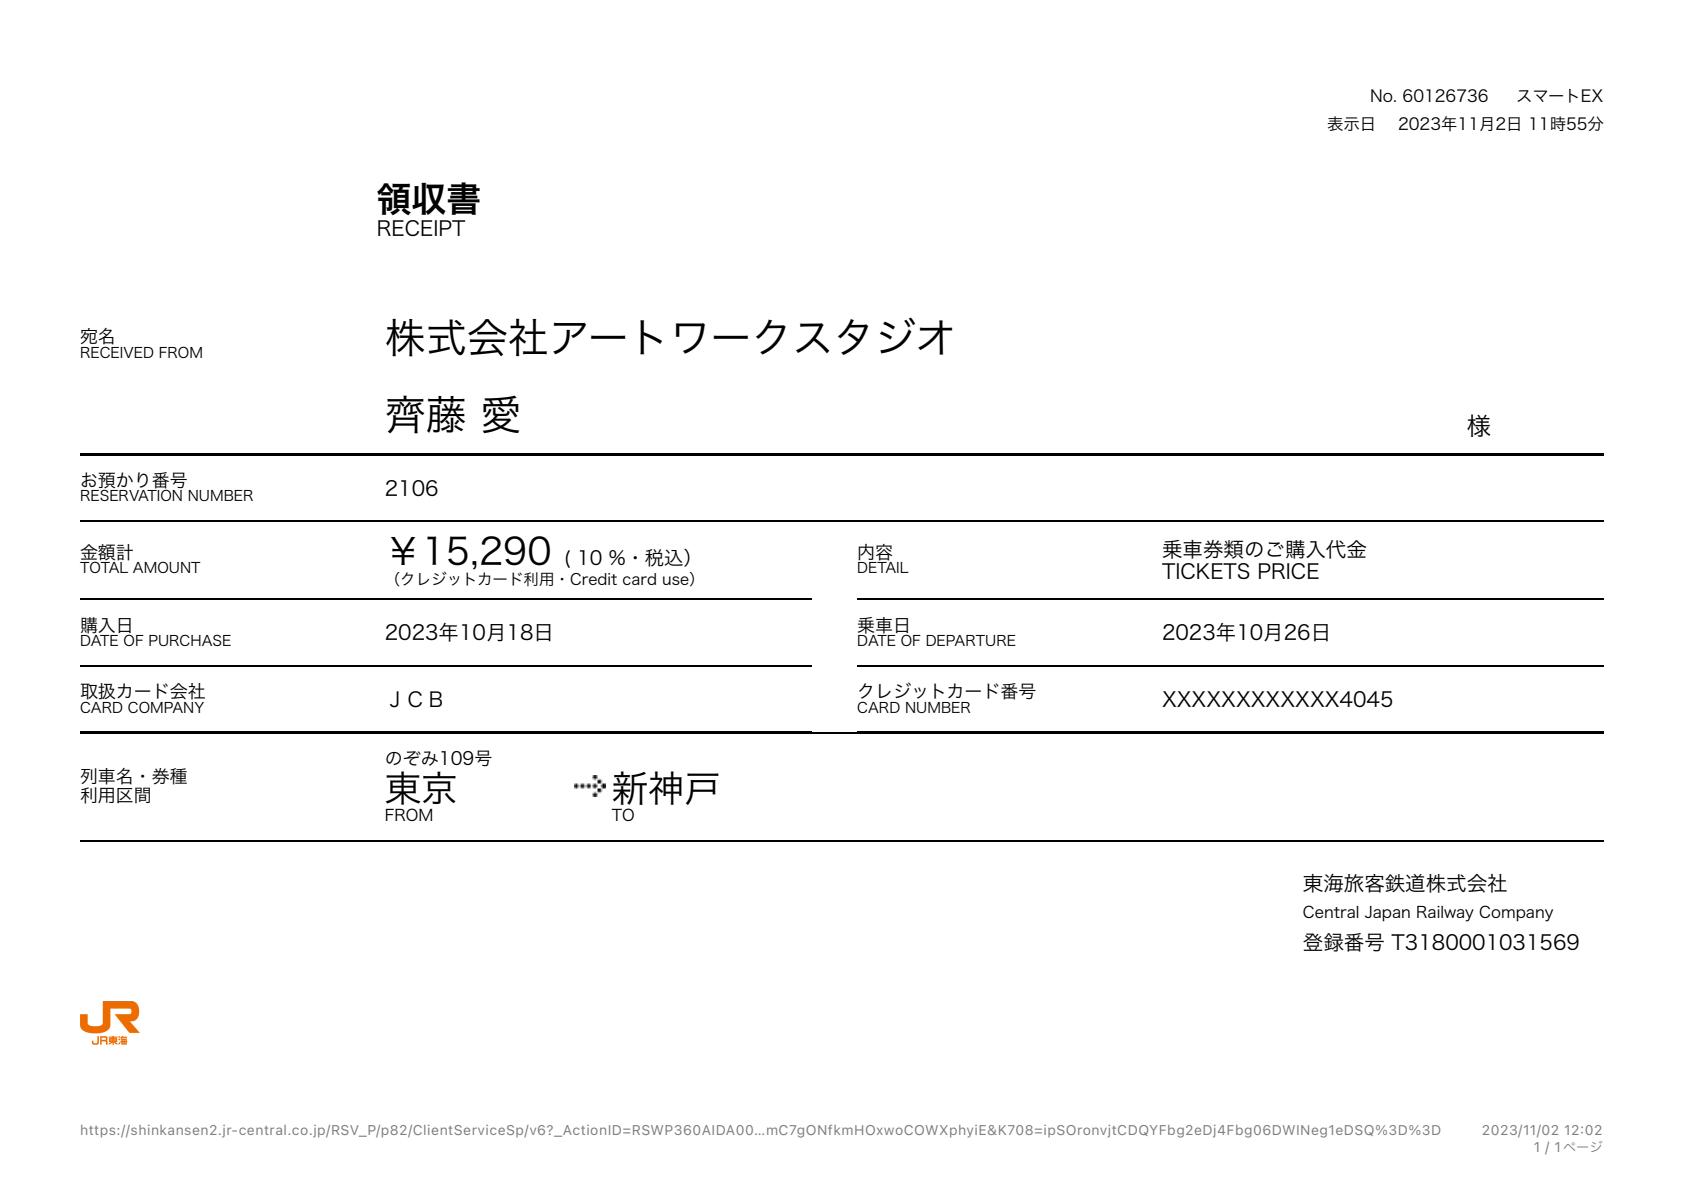 No. 60126736 スマートEX
表示日 2023年11月2日 11時55分
領収書
RECEIPT
宛名
RECEIVED FROM
株式会社アートワークスタジオ
齊藤 愛
様
お預かり番号
RESERVATION NUMBER
2106
金額計
TOTAL AMOUNT
￥15,290 ( 10 %・税込)
（クレジットカード利用・Credit card use）
内容
DETAIL
乗車券類のご購入代金
TICKETS PRICE
購入日
DATE OF PURCHASE
2023年10月18日
乗車日
DATE OF DEPARTURE
2023年10月26日
取扱カード会社
CARD COMPANY
ＪＣＢ
クレジットカード番号
CARD NUMBER
XXXXXXXXXXXX4045
列車名・券種
利用区間
のぞみ109号
東京
FROM
新神戸
TO
東海旅客鉄道株式会社
Central Japan Railway Company
登録番号 T3180001031569
JR
JR東海
https://shinkansen2.jr-central.co.jp/RSV_P/p82/ClientServiceSp/v6?_ActionID=RSWP360AIDA00…mC7gONfkmHOxwoCOWXphyiE&K708=ipSOronvjtCDQYFbg2eDj4Fbg06DWINeg1eDSQ%3D%3D
2023/11/02 12:02
1 / 1ページ